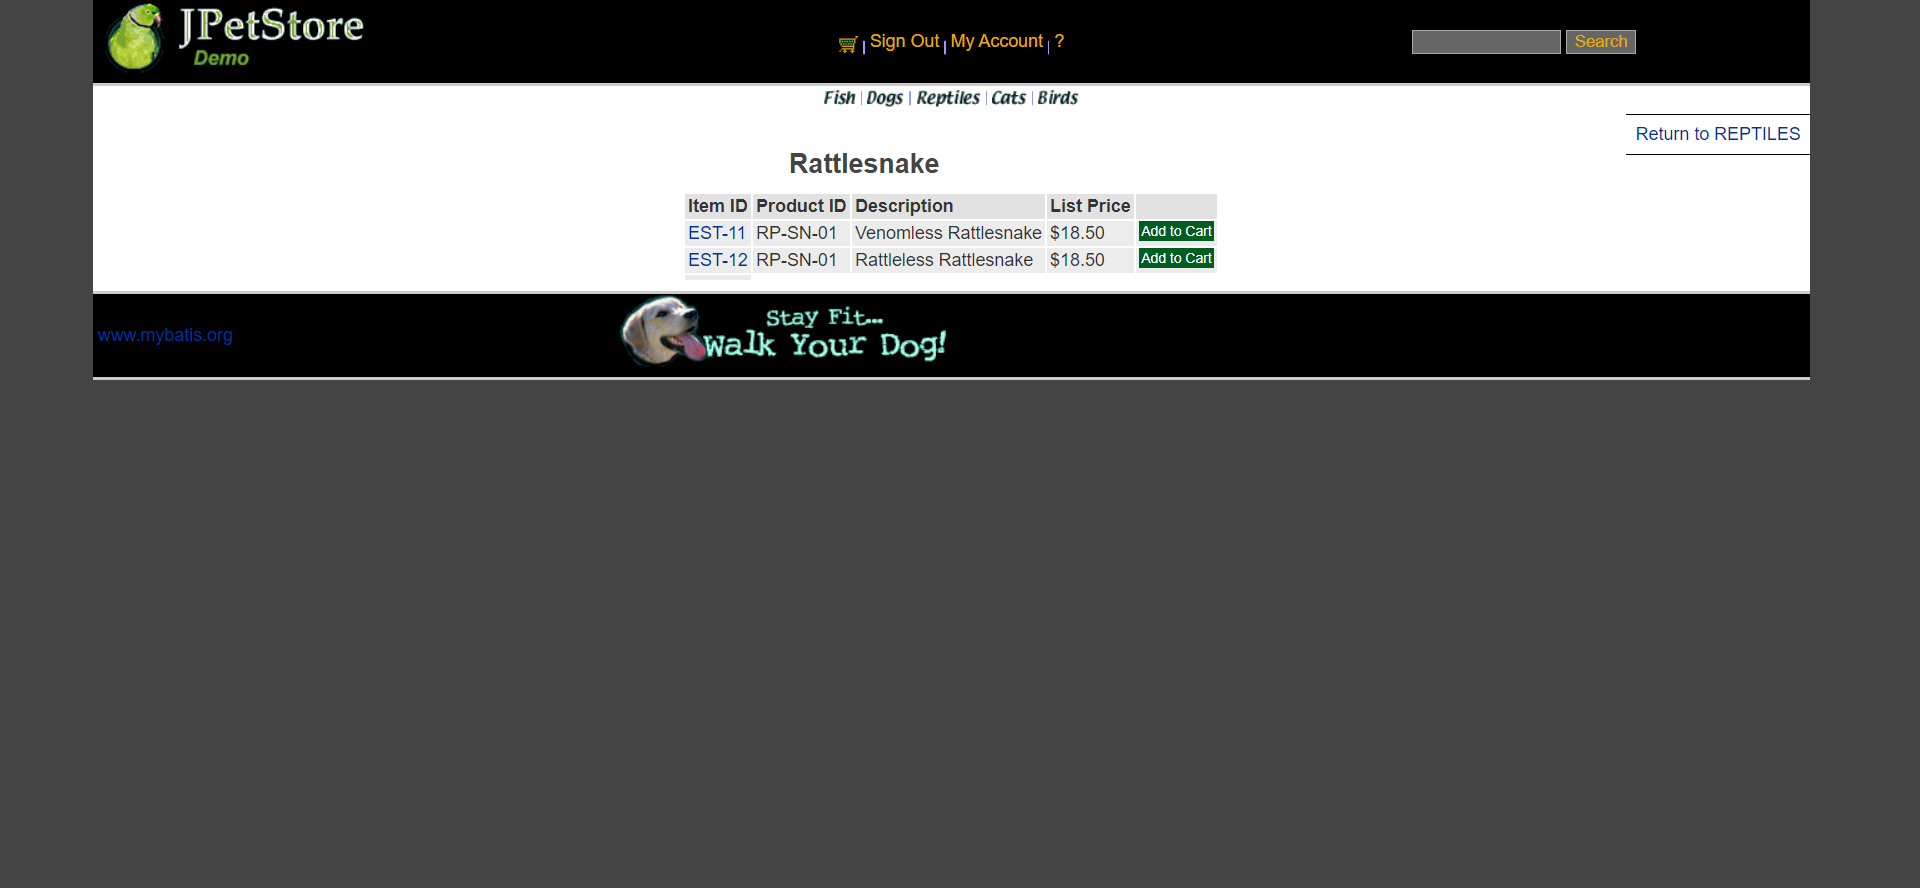 JPetStore
Demo
Sign Out | My Account | ?
Search
Fish | Dogs | Reptiles | Cats | Birds
Return to REPTILES
Rattlesnake
Item ID Product ID Description List Price
EST-11 RP-SN-01 Venomless Rattlesnake $18.50 Add to Cart
EST-12 RP-SN-01 Rattleless Rattlesnake $18.50 Add to Cart
www.mybatis.org
Stay Fit...
Walk Your Dog!